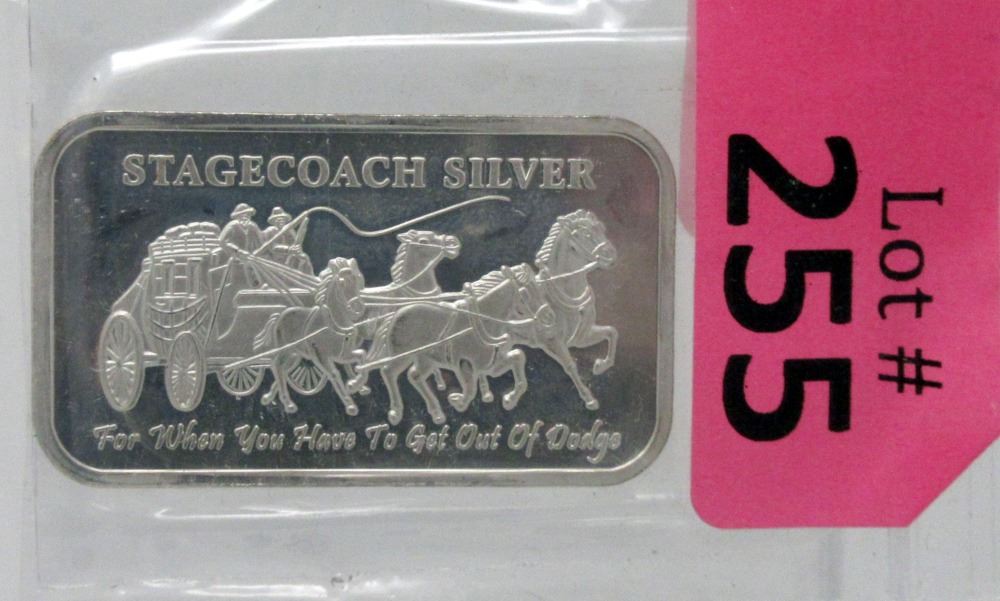 STAGECOACH SILVER
For When You Have To Get Out Of Dodge
Lot #
255